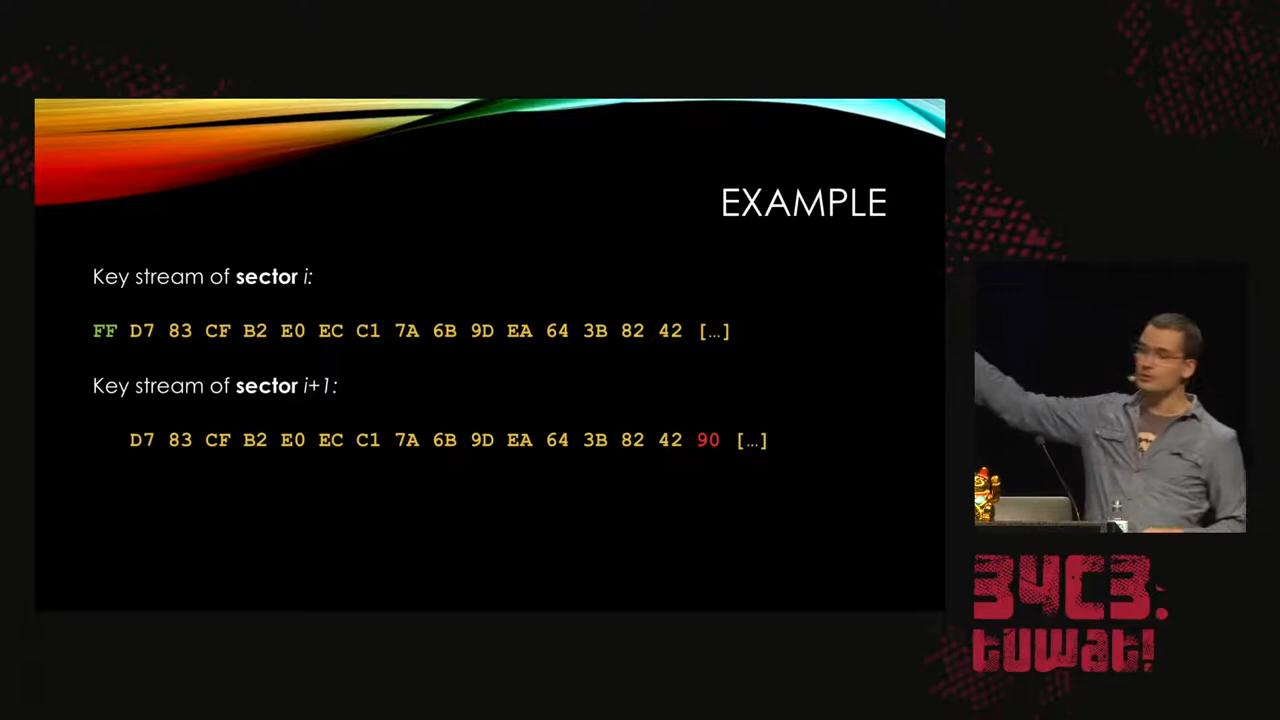 EXAMPLE
Key stream of sector i:
FF D7 83 CF B2 E0 EC C1 7A 6B 9D EA 64 3B 82 42 […]
Key stream of sector i+1:
D7 83 CF B2 E0 EC C1 7A 6B 9D EA 64 3B 82 42 90 […]
34C3.
tuwat!